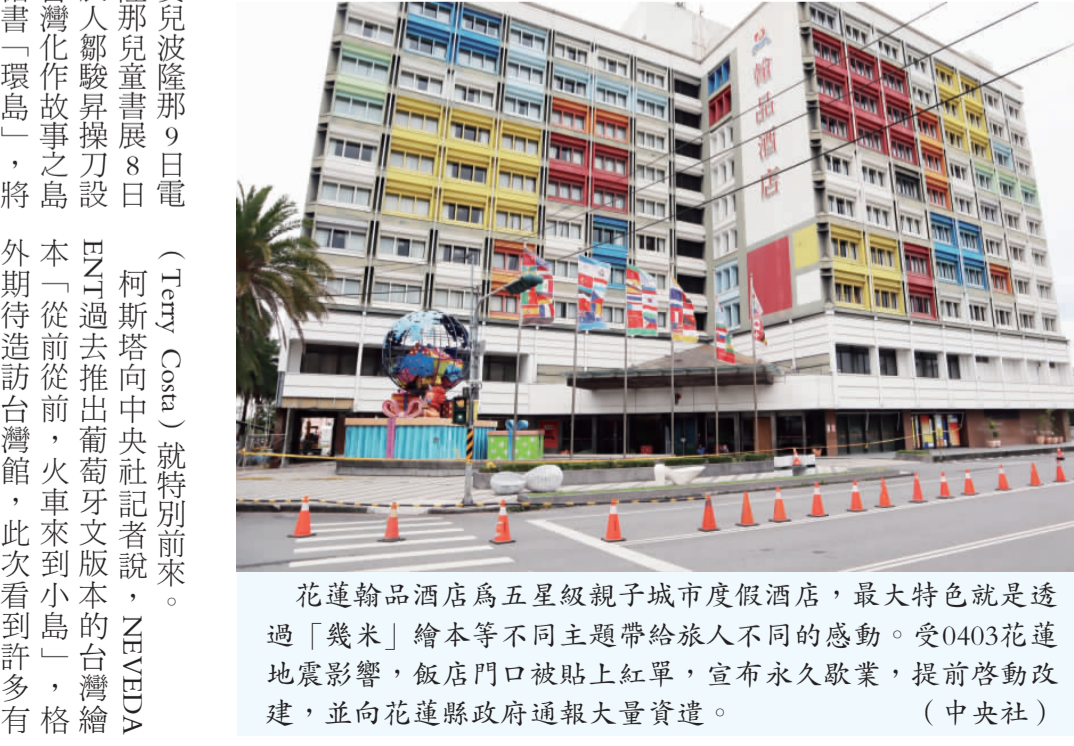 兒波隆那9日電
隆那兒童書展8日
人鄒駿昇操刀設
灣化作故事之島
書「環島」，將
（Terry Costa）就特別前來。
柯斯塔向中央社記者說，NEVEDA
ENT過去推出葡萄牙文版本的台灣繪
本「從前從前，火車來到小島」，格
外期待造訪台灣館，此次看到許多有
翰品酒店
花蓮翰品酒店爲五星級親子城市度假酒店，最大特色就是透
過「幾米」繪本等不同主題帶給旅人不同的感動。受0403花蓮
地震影響，飯店門口被貼上紅單，宣布永久歇業，提前啓動改
建，並向花蓮縣政府通報大量資遣。（中央社）